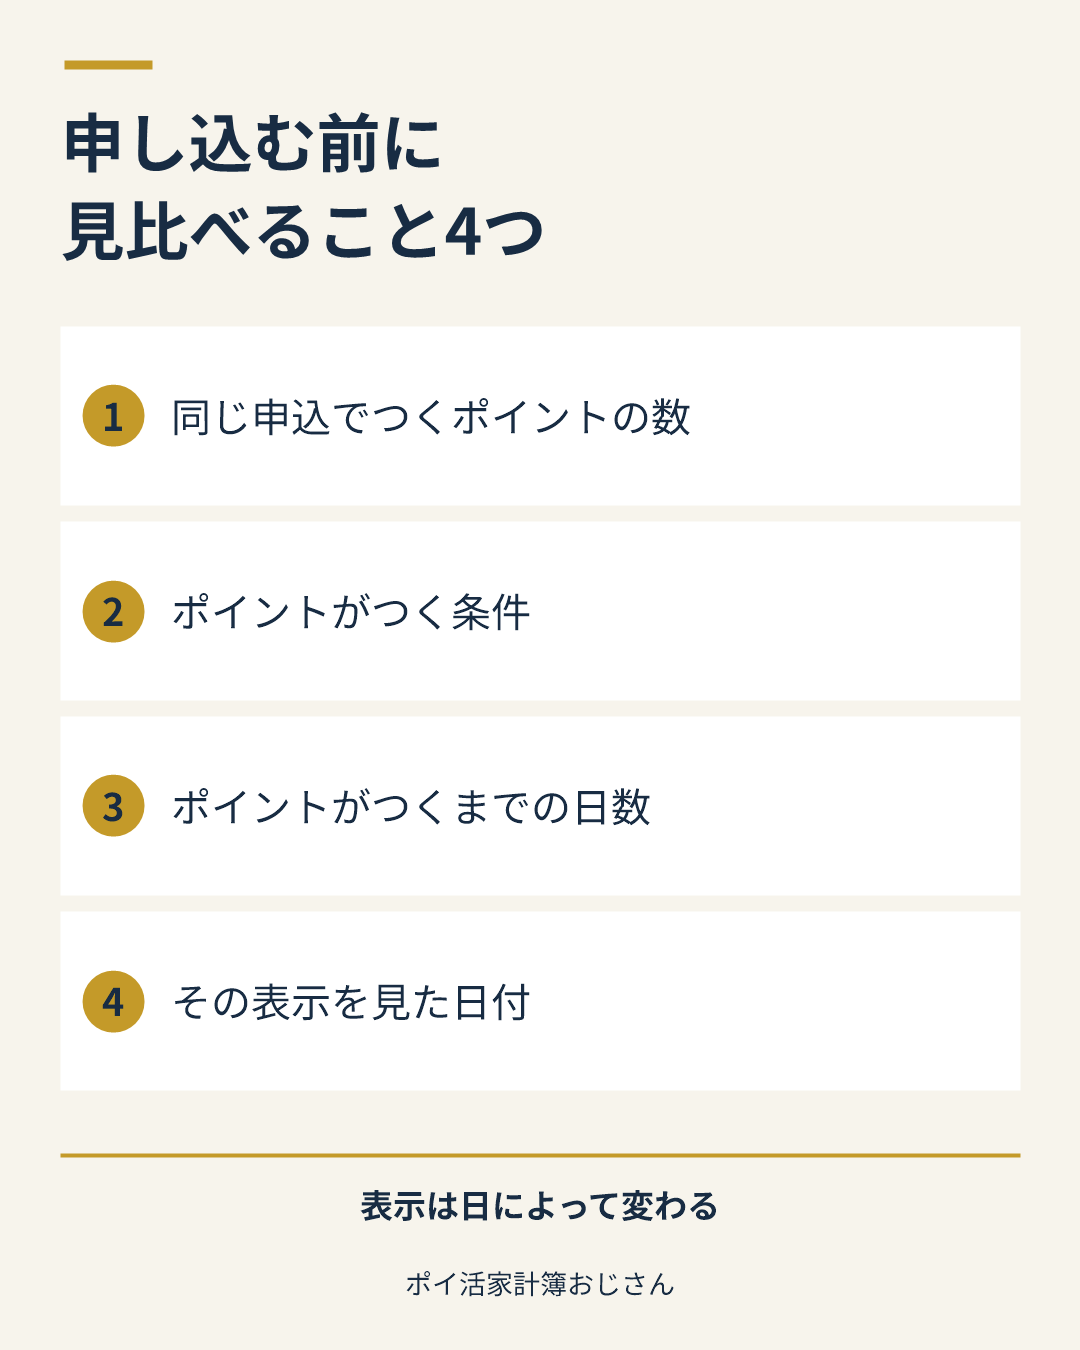 申し込む前に
見比べること4つ
1 同じ申込でつくポイントの数
2 ポイントがつく条件
3 ポイントがつくまでの日数
4 その表示を見た日付
表示は日によって変わる
ポイ活家計簿おじさん